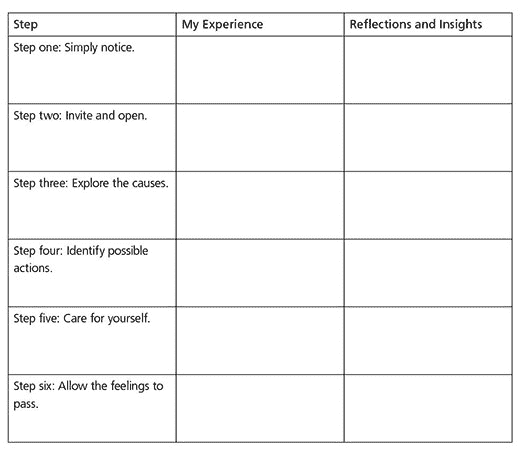 Step My Experience Reflections and Insights
Step one: Simply notice.
Step two: Invite and open.
Step three: Explore the causes.
Step four: Identify possible
actions.
Step five: Care for yourself.
Step six: Allow the feelings to
pass.